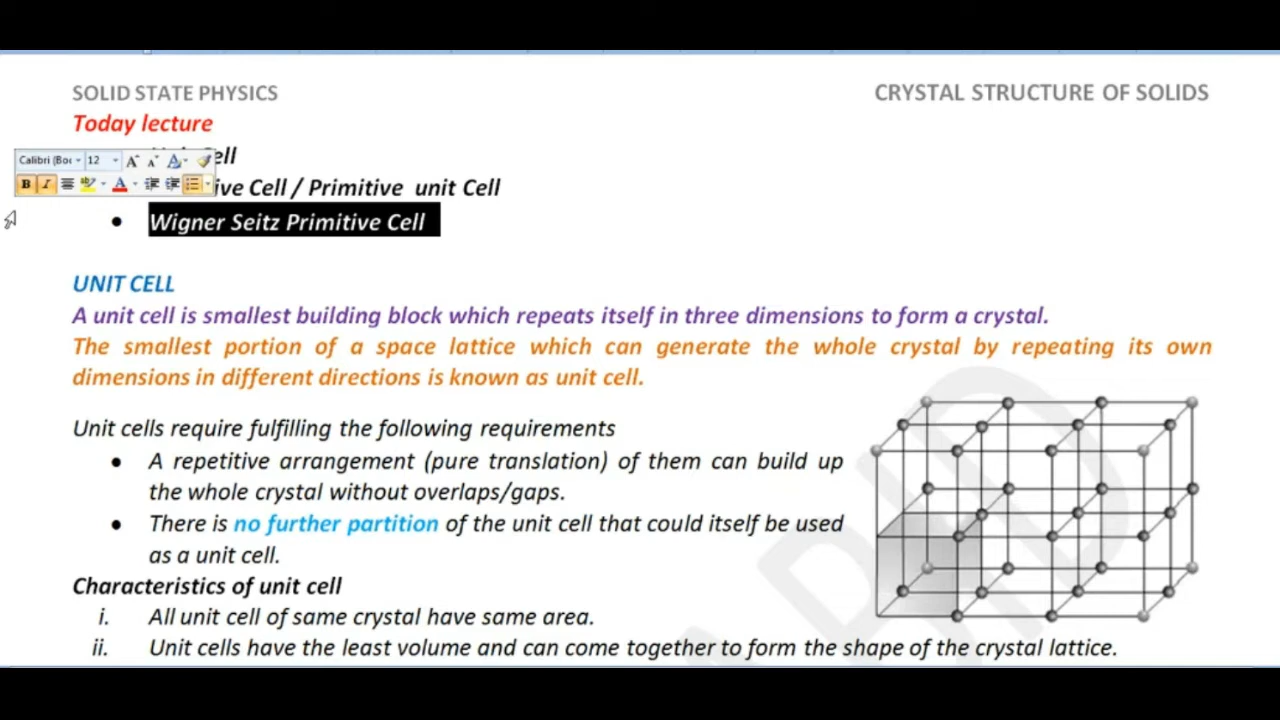 SOLID STATE PHYSICS
CRYSTAL STRUCTURE OF SOLIDS
Today lecture
Cell
Calibri (Bo
12
Cell / Primitive unit Cell
Wigner Seitz Primitive Cell
UNIT CELL
A unit cell is smallest building block which repeats itself in three dimensions to form a crystal.
The smallest portion of a space lattice which can generate the whole crystal by repeating its own
dimensions in different directions is known as unit cell.
Unit cells require fulfilling the following requirements
A repetitive arrangement (pure translation) of them can build up
the whole crystal without overlaps/gaps.
There is no further partition of the unit cell that could itself be used
as a unit cell.
Characteristics of unit cell
i. All unit cell of same crystal have same area.
ii. Unit cells have the least volume and can come together to form the shape of the crystal lattice.